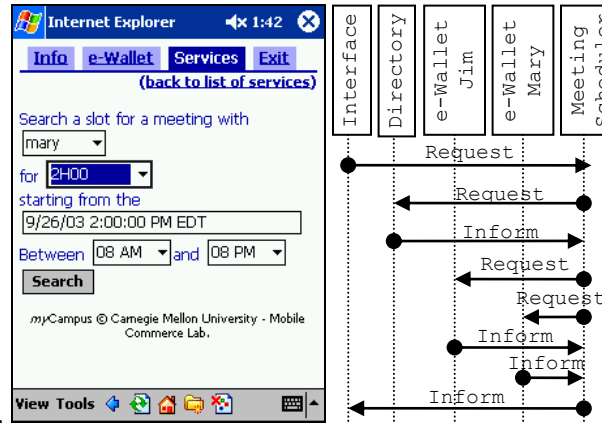 Internet Explorer 1:42
Info e-Wallet Services Exit
(back to list of services)
Search a slot for a meeting with
mary
for 2H00
starting from the
9/26/03 2:00:00 PM EDT
Between 08 AM and 08 PM
Search
myCampus © Carnegie Mellon University - Mobile
Commerce Lab.
View Tools
Interface
Directory
e-Wallet
Jim
e-Wallet
Mary
Meeting
Scheduler
Request
Request
Inform
Request
Request
Inform
Inform
Inform